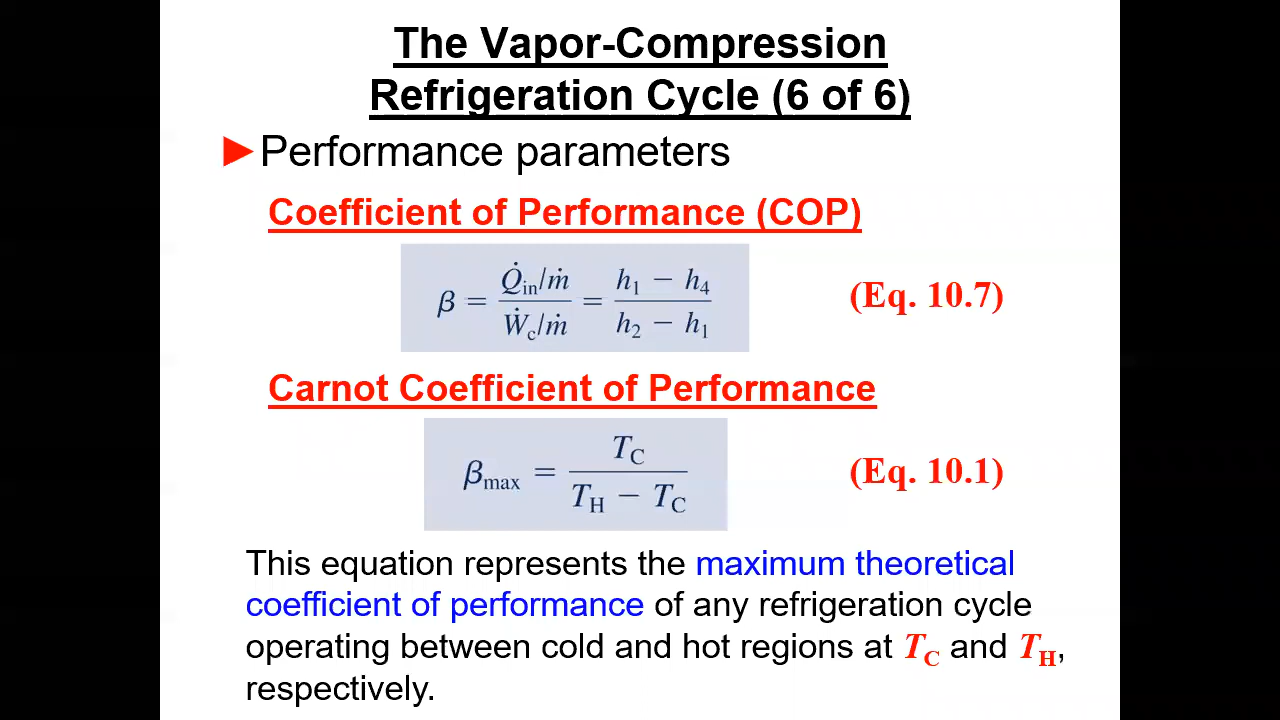 The Vapor-Compression
Refrigeration Cycle (6 of 6)
►Performance parameters
Coefficient of Performance (COP)
β = (Q̇in/ṁ)/(Ẇc/ṁ) = (h1 − h4)/(h2 − h1) (Eq. 10.7)
Carnot Coefficient of Performance
βmax = TC/(TH − TC) (Eq. 10.1)
This equation represents the maximum theoretical
coefficient of performance of any refrigeration cycle
operating between cold and hot regions at TC and TH,
respectively.